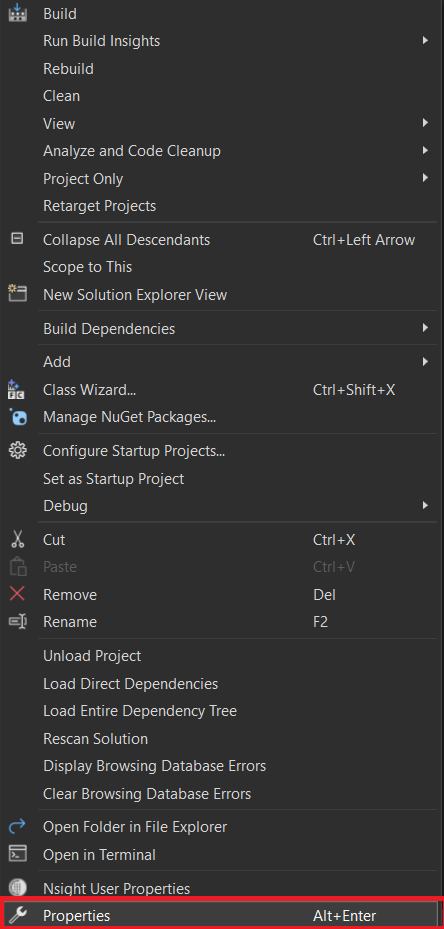 Build
Run Build Insights
Rebuild
Clean
View
Analyze and Code Cleanup
Project Only
Retarget Projects
Collapse All Descendants Ctrl+Left Arrow
Scope to This
New Solution Explorer View
Build Dependencies
Add
Class Wizard... Ctrl+Shift+X
Manage NuGet Packages...
Configure Startup Projects...
Set as Startup Project
Debug
Cut Ctrl+X
Paste Ctrl+V
Remove Del
Rename F2
Unload Project
Load Direct Dependencies
Load Entire Dependency Tree
Rescan Solution
Display Browsing Database Errors
Clear Browsing Database Errors
Open Folder in File Explorer
Open in Terminal
Nsight User Properties
Properties Alt+Enter